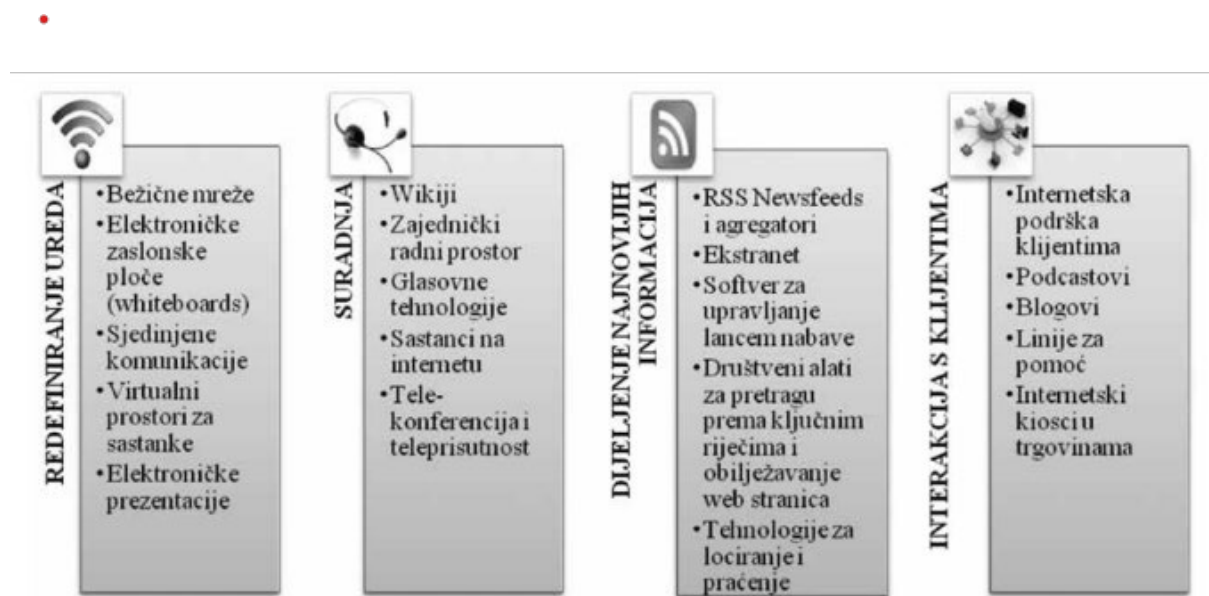 REDEFINIRANJE UREDA
•Bežične mreže
•Elektroničke
zaslonske
ploče
(whiteboards)
•Sjedinjene
komunikacije
•Virtualni
prostori za
sastanke
•Elektroničke
prezentacije
SURADNJA
•Wikiji
•Zajednički
radni prostor
•Glasovne
tehnologije
•Sastanci na
internetu
•Tele-
konferencija i
teleprisutnost
DIJELJENJE NAJNOVIJIH
INFORMACIJA
•RSS Newsfeeds
i agregatori
•Ekstranet
•Softver za
upravljanje
lancem nabave
•Društveni alati
za pretragu
prema ključnim
riječima i
obilježavanje
web stranica
•Tehnologije za
lociranje i
praćenje
INTERAKCIJA S KLIJENTIMA
•Internetska
podrška
klijentima
•Podcastovi
•Blogovi
•Linije za
pomoć
•Internetski
kiosci u
trgovinama